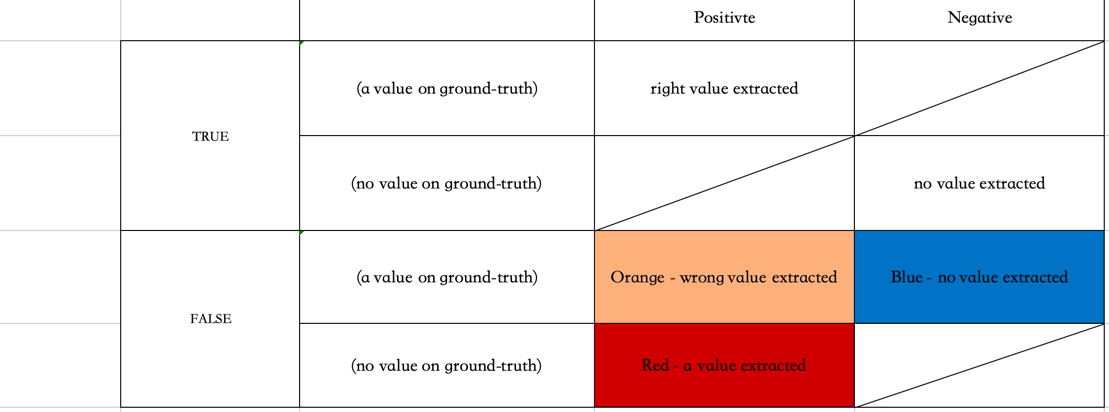 Positivte Negative
(a value on ground-truth) right value extracted
TRUE
(no value on ground-truth) no value extracted
(a value on ground-truth) Orange - wrong value extracted Blue - no value extracted
FALSE
(no value on ground-truth) Red - a value extracted